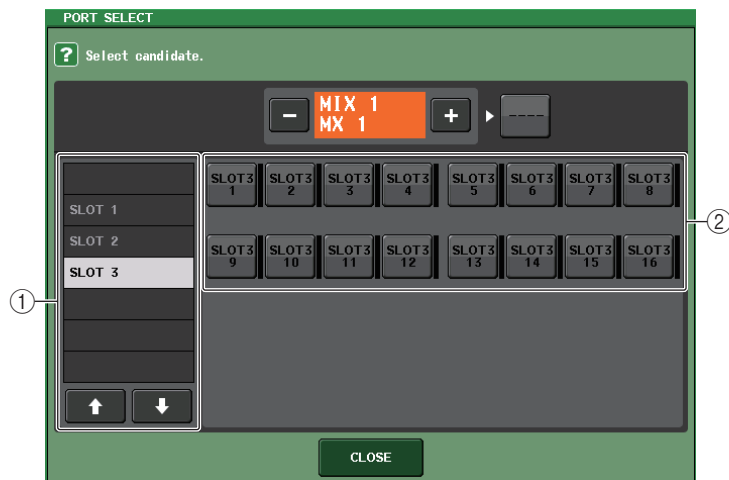 PORT SELECT
? Select candidate.
− MIX 1 + ----
MX 1
SLOT 1
SLOT 2
SLOT 3
SLOT3 1 SLOT3 2 SLOT3 3 SLOT3 4 SLOT3 5 SLOT3 6 SLOT3 7 SLOT3 8
SLOT3 9 SLOT3 10 SLOT3 11 SLOT3 12 SLOT3 13 SLOT3 14 SLOT3 15 SLOT3 16
①
②
CLOSE